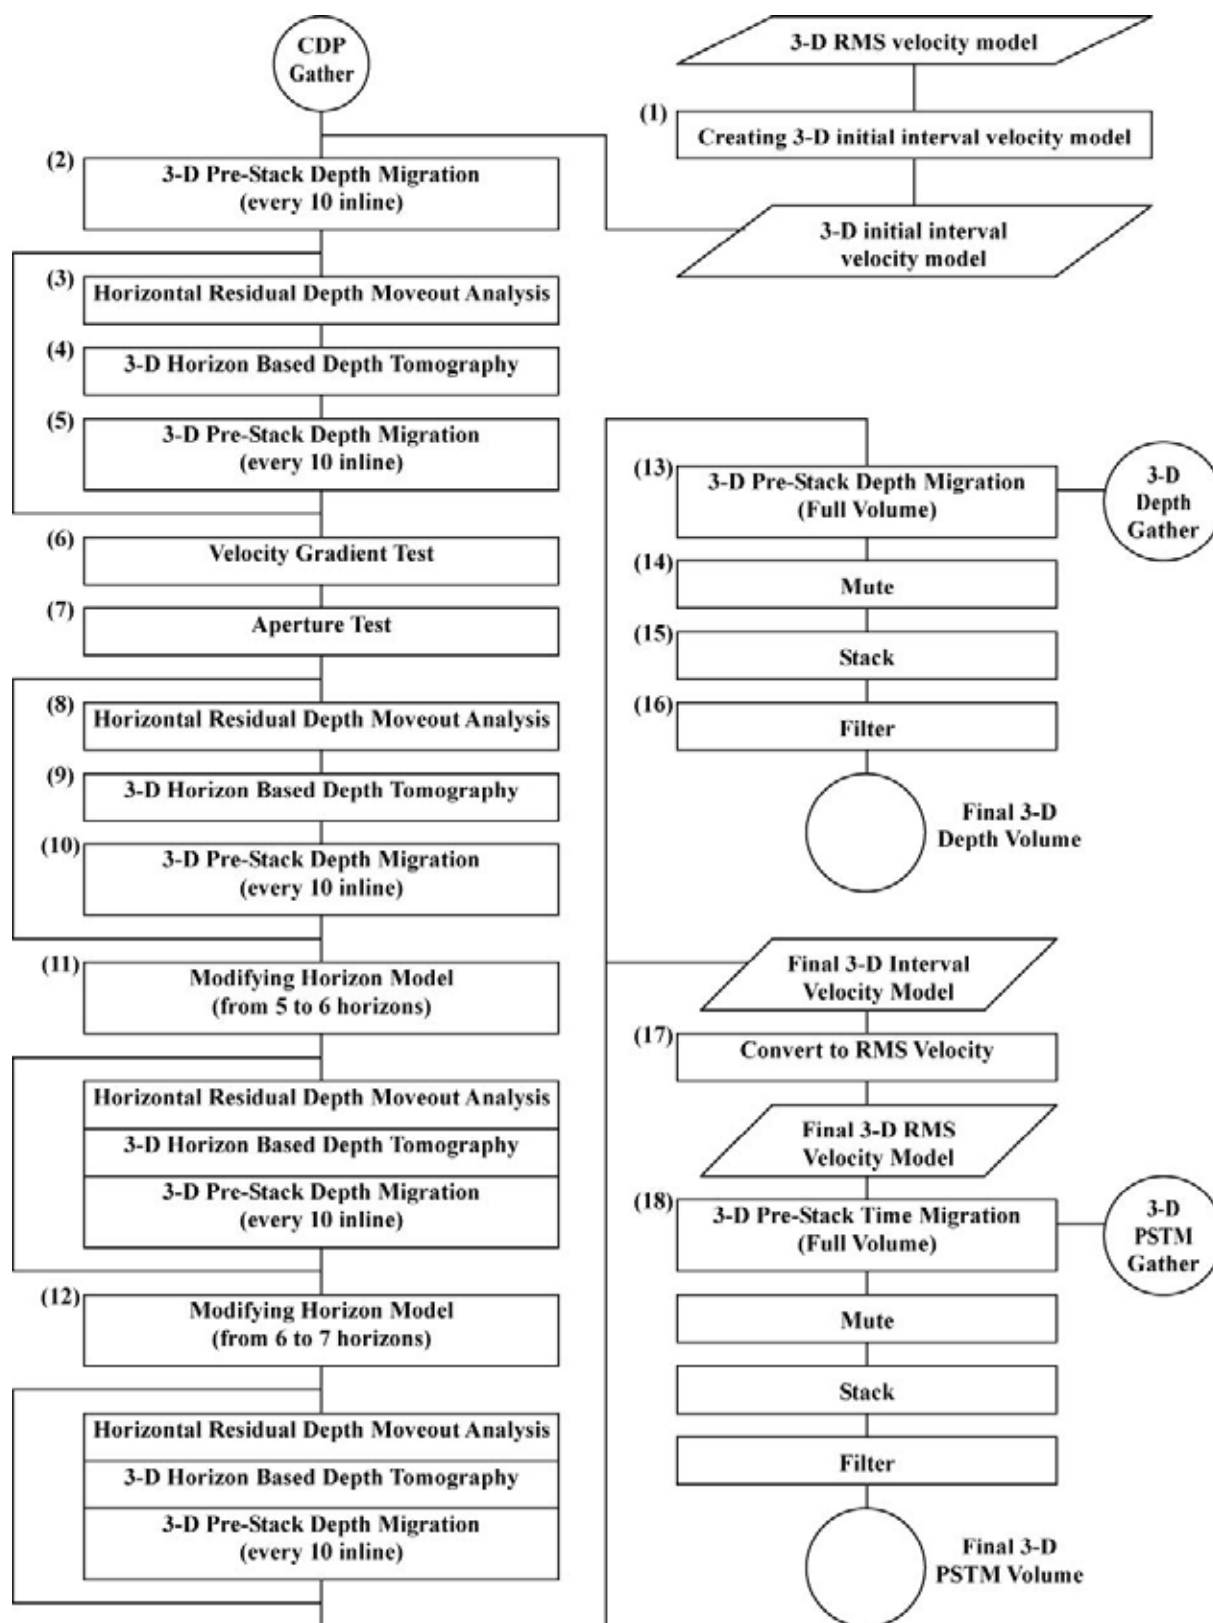 CDP
Gather
(2)
3-D Pre-Stack Depth Migration
(every 10 inline)
(3)
Horizontal Residual Depth Moveout Analysis
(4)
3-D Horizon Based Depth Tomography
(5)
3-D Pre-Stack Depth Migration
(every 10 inline)
(6)
Velocity Gradient Test
(7)
Aperture Test
(8)
Horizontal Residual Depth Moveout Analysis
(9)
3-D Horizon Based Depth Tomography
(10)
3-D Pre-Stack Depth Migration
(every 10 inline)
(11)
Modifying Horizon Model
(from 5 to 6 horizons)
Horizontal Residual Depth Moveout Analysis
3-D Horizon Based Depth Tomography
3-D Pre-Stack Depth Migration
(every 10 inline)
(12)
Modifying Horizon Model
(from 6 to 7 horizons)
Horizontal Residual Depth Moveout Analysis
3-D Horizon Based Depth Tomography
3-D Pre-Stack Depth Migration
(every 10 inline)
3-D RMS velocity model
(1)
Creating 3-D initial interval velocity model
3-D initial interval
velocity model
(13)
3-D Pre-Stack Depth Migration
(Full Volume)
3-D
Depth
Gather
(14)
Mute
(15)
Stack
(16)
Filter
Final 3-D
Depth Volume
Final 3-D Interval
Velocity Model
(17)
Convert to RMS Velocity
Final 3-D RMS
Velocity Model
(18)
3-D Pre-Stack Time Migration
(Full Volume)
3-D
PSTM
Gather
Mute
Stack
Filter
Final 3-D
PSTM Volume